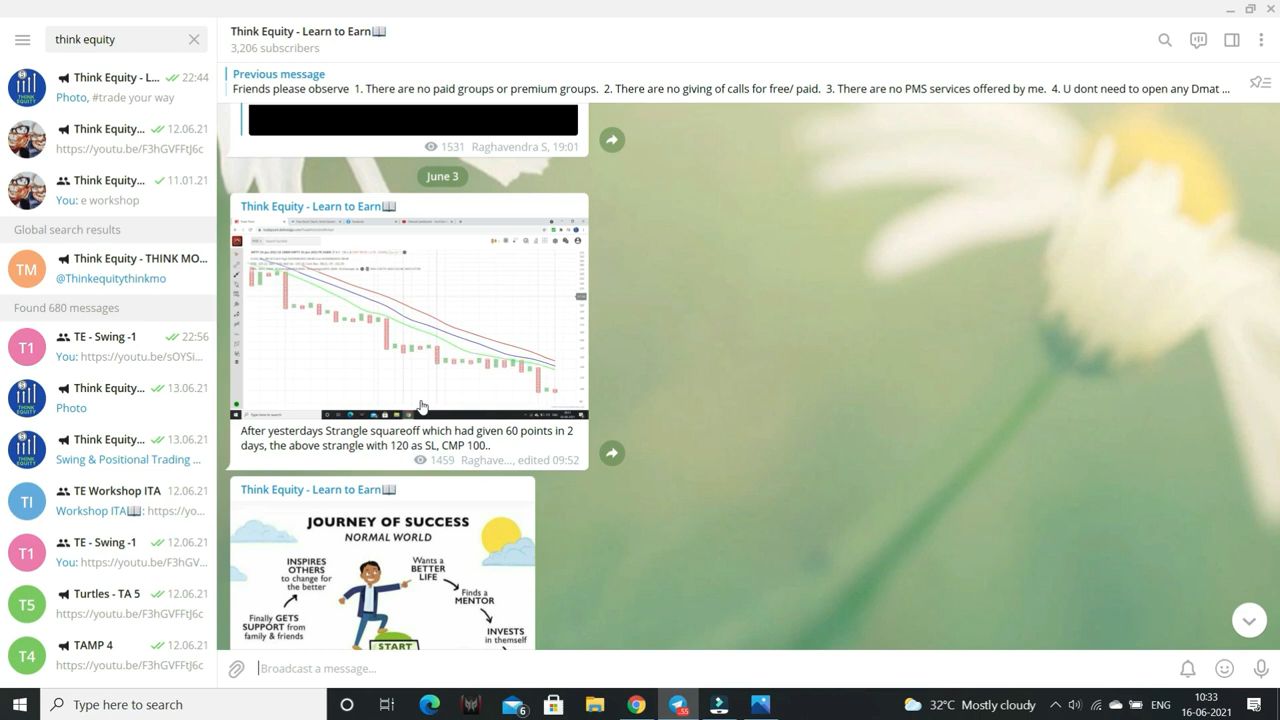 think equity
Think Equity - L... 22:44
Photo, #trade your way
Think Equity... 12.06.21
https://youtu.be/F3hGVFFtJ6c
Think Equity... 11.01.21
You: e workshop
Global search results
TM
Think Equity - THINK MO...
@Thinkequitythinkmo
Found 680 messages
T1
TE - Swing -1 22:56
You: https://youtu.be/sOYSi...
Think Equity... 13.06.21
Photo
Think Equity... 13.06.21
Swing & Positional Trading ...
TI
TE Workshop ITA 12.06.21
Workshop ITA📖: https://yo...
T1
TE - Swing -1 12.06.21
You: https://youtu.be/F3hGV...
T5
Turtles - TA 5 12.06.21
https://youtu.be/F3hGVFFtJ6c
T4
TAMP 4 12.06.21
https://youtu.be/F3hGVFFtJ6c
Think Equity - Learn to Earn📖
3,206 subscribers
Previous message
Friends please observe 1. There are no paid groups or premium groups. 2. There are no giving of calls for free/ paid. 3. There are no PMS services offered by me. 4. U dont need to open any Dmat ...
1531 Raghavendra S, 19:01
June 3
Think Equity - Learn to Earn📖
After yesterdays Strangle squareoff which had given 60 points in 2
days, the above strangle with 120 as SL, CMP 100..
1459 Raghave..., edited 09:52
Think Equity - Learn to Earn📖
JOURNEY OF SUCCESS
NORMAL WORLD
INSPIRES
OTHERS
to change for
the better
Wants a
BETTER
LIFE
Finds a
MENTOR
Finally GETS
SUPPORT from
family & friends
INVESTS
in themself
START
Broadcast a message...
Type here to search
6
55
32°C Mostly cloudy
ENG
10:33
16-06-2021